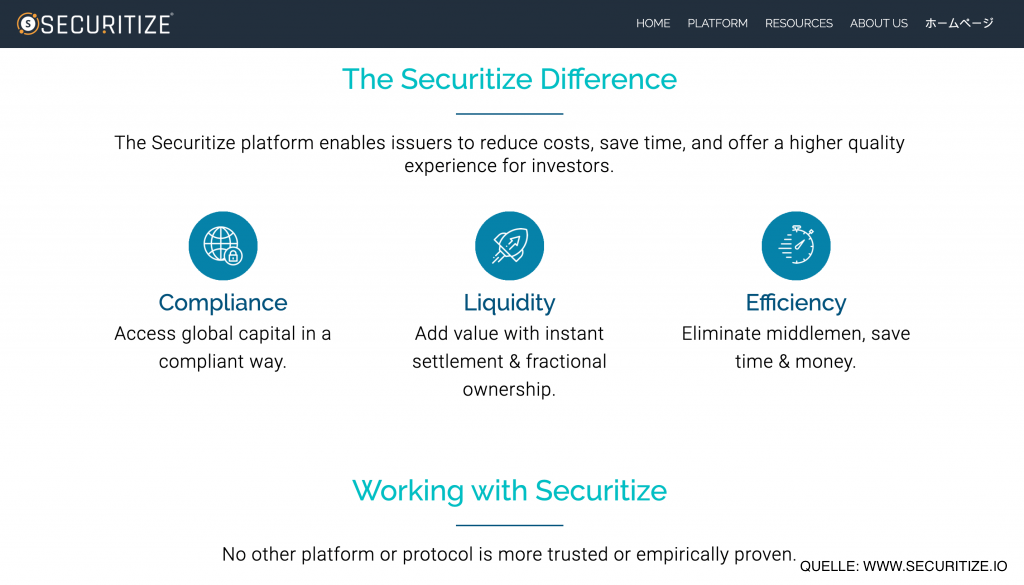 SECURITIZE®
HOME PLATFORM RESOURCES ABOUT US ホームページ
The Securitize Difference
The Securitize platform enables issuers to reduce costs, save time, and offer a higher quality
experience for investors.
Compliance
Access global capital in a
compliant way.
Liquidity
Add value with instant
settlement & fractional
ownership.
Efficiency
Eliminate middlemen, save
time & money.
Working with Securitize
No other platform or protocol is more trusted or empirically proven.
QUELLE: WWW.SECURITIZE.IO